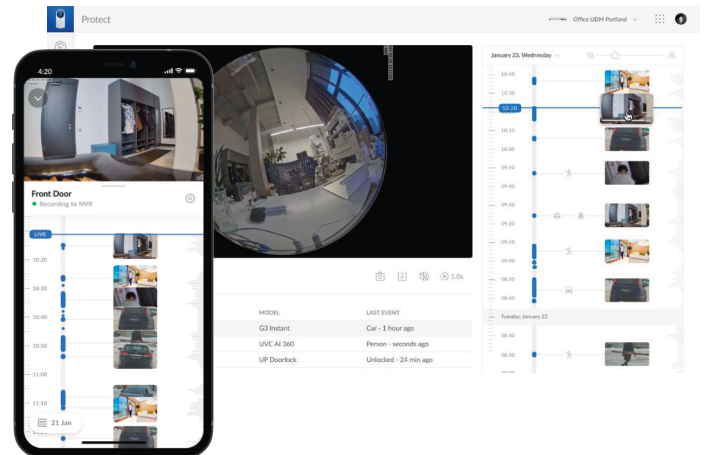 Protect
Office UDM Portland
4:20
Front Door
Recording to NVR
LIVE
10:20
10:30
10:40
10:50
11:00
11:10
21 Jan
1.0x
MODEL LAST EVENT
G3 Instant Car - 1 hour ago
UVC AI 360 Person - seconds ago
UP Doorlock Unlocked - 24 min ago
January 23, Wednesday
10:40
10:30
10:20
10:10
10:00
09:50
09:40
09:30
09:20
09:10
09:00
08:50
08:40
Tuesday, January 22
08:30
08:20